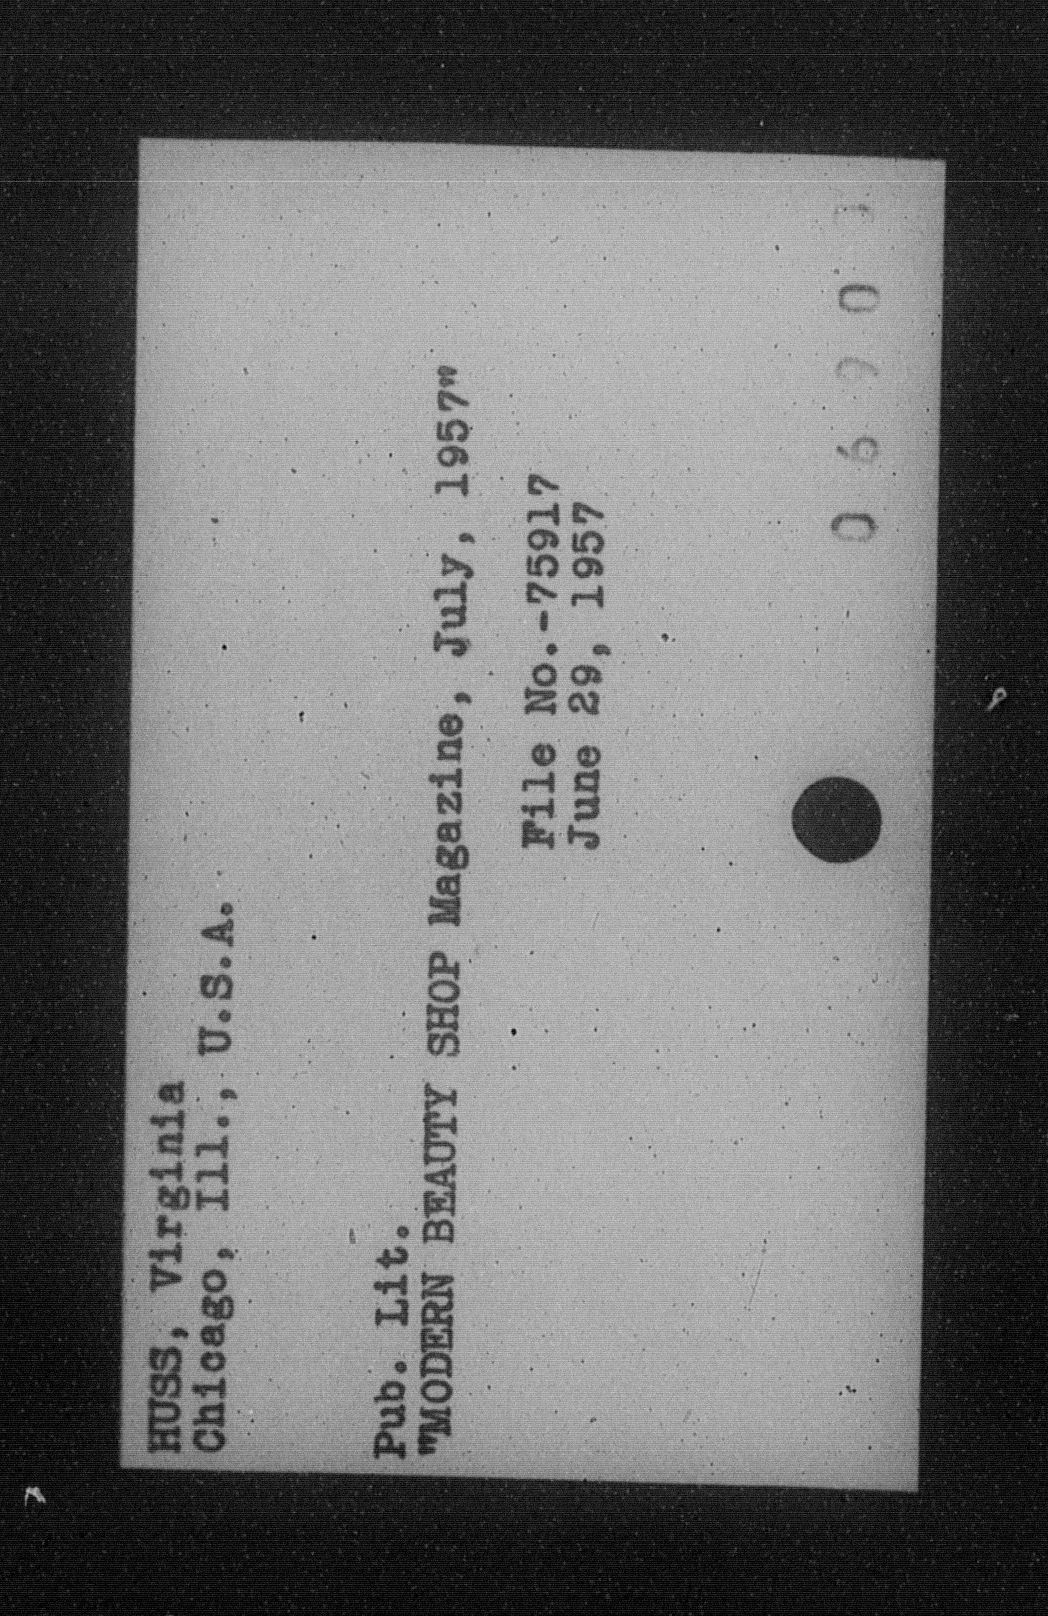 HUSS, Virginia
Chicago, Ill., U.S.A.
Pub. Lit.
"MODERN BEAUTY SHOP Magazine, July, 1957"
File No.-75917
June 29, 1957